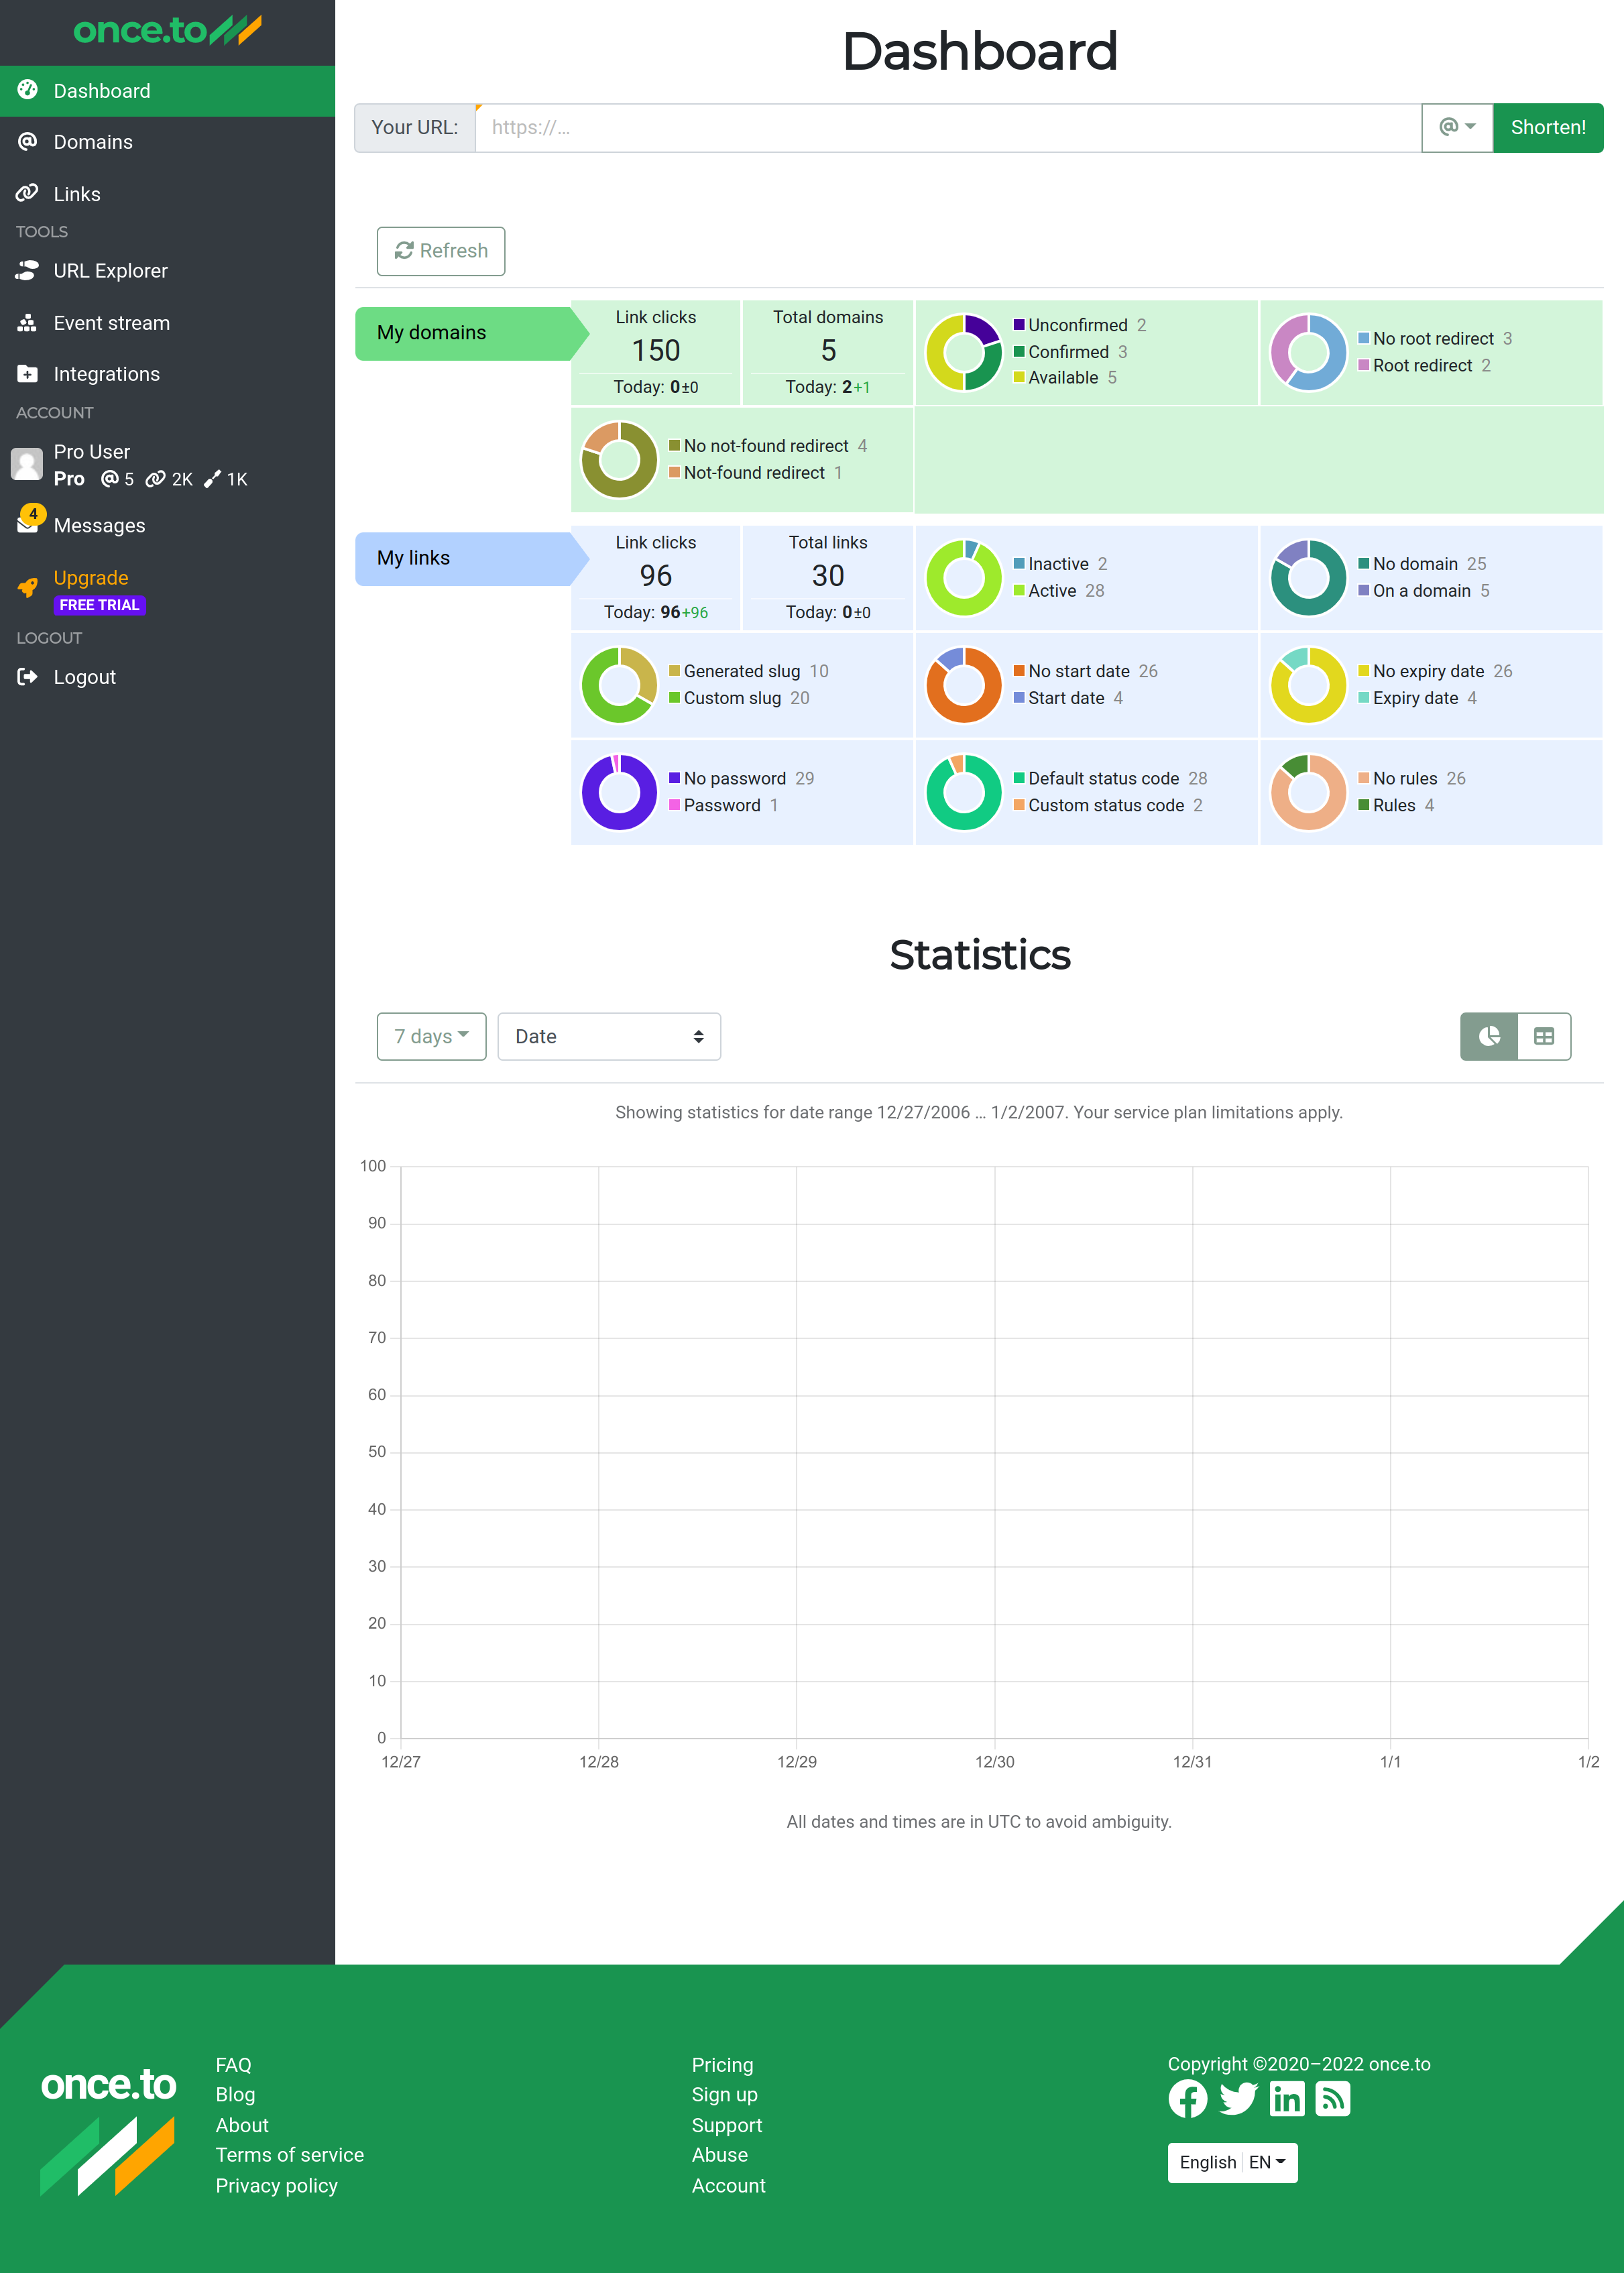 once.to
Dashboard
Domains
Links
TOOLS
URL Explorer
Event stream
Integrations
ACCOUNT
Pro User
Pro @ 5 2K 1K
4
Messages
Upgrade
FREE TRIAL
LOGOUT
Logout
Dashboard
Your URL: https://... @ Shorten!
Refresh
My domains
Link clicks
150
Today: 0±0
Total domains
5
Today: 2+1
Unconfirmed 2
Confirmed 3
Available 5
No root redirect 3
Root redirect 2
No not-found redirect 4
Not-found redirect 1
My links
Link clicks
96
Today: 96+96
Total links
30
Today: 0±0
Inactive 2
Active 28
No domain 25
On a domain 5
Generated slug 10
Custom slug 20
No start date 26
Start date 4
No expiry date 26
Expiry date 4
No password 29
Password 1
Default status code 28
Custom status code 2
No rules 26
Rules 4
Statistics
7 days Date
Showing statistics for date range 12/27/2006 ... 1/2/2007. Your service plan limitations apply.
100
90
80
70
60
50
40
30
20
10
0
12/27 12/28 12/29 12/30 12/31 1/1 1/2
All dates and times are in UTC to avoid ambiguity.
once.to
FAQ
Blog
About
Terms of service
Privacy policy
Pricing
Sign up
Support
Abuse
Account
Copyright ©2020–2022 once.to
in
English EN